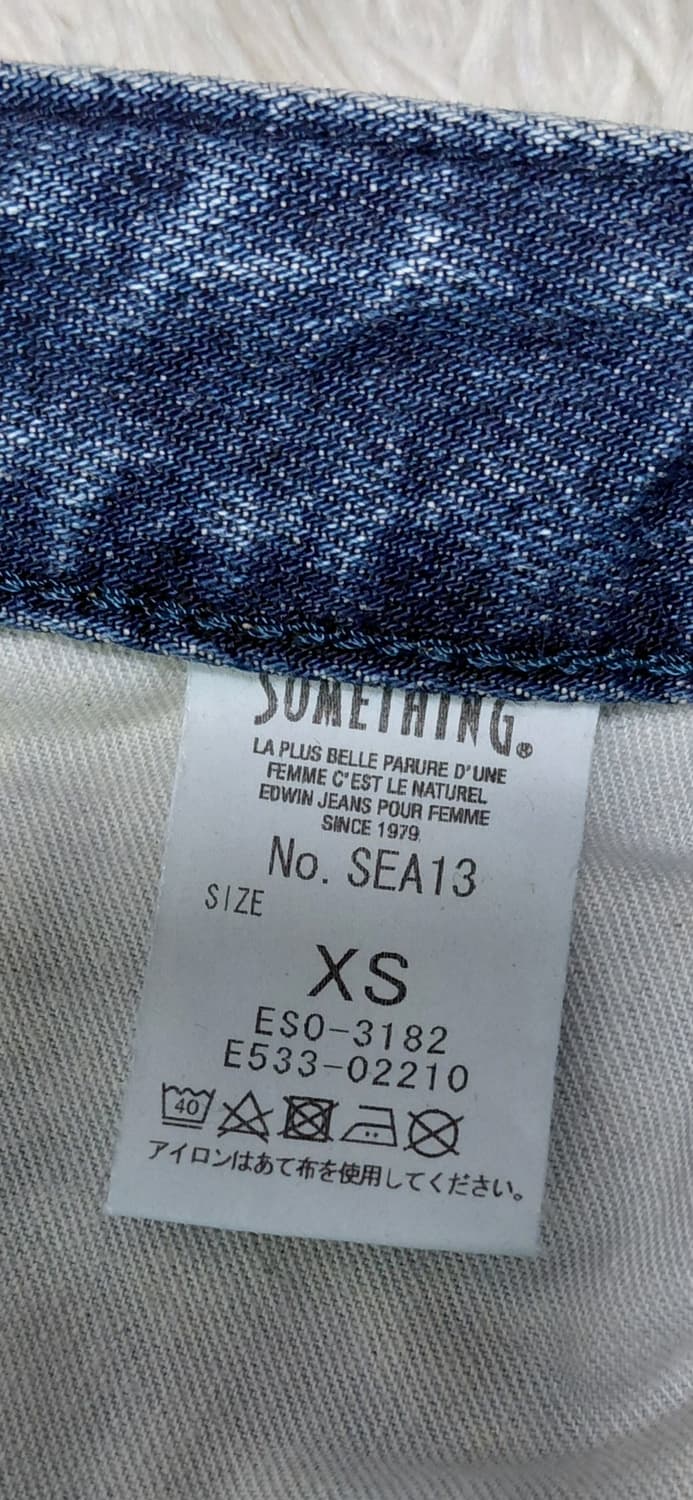 SOMETHING®
LA PLUS BELLE PARURE D'UNE
FEMME C'EST LE NATUREL
EDWIN JEANS POUR FEMME
SINCE 1979
No. SEA13
SIZE
XS
ESO-3182
E533-02210
40
アイロンはあて布を使用してください。